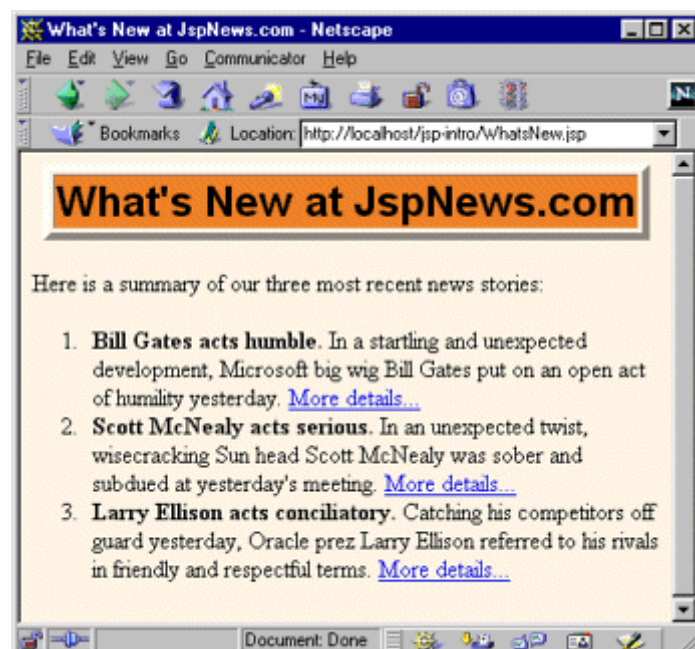 What's New at JspNews.com - Netscape
File Edit View Go Communicator Help
Bookmarks Location: http://localhost/jsp-intro/WhatsNew.jsp
What's New at JspNews.com
Here is a summary of our three most recent news stories:
1. Bill Gates acts humble. In a startling and unexpected
development, Microsoft big wig Bill Gates put on an open act
of humility yesterday. More details...
2. Scott McNealy acts serious. In an unexpected twist,
wisecracking Sun head Scott McNealy was sober and
subdued at yesterday's meeting. More details...
3. Larry Ellison acts conciliatory. Catching his competitors off
guard yesterday, Oracle prez Larry Ellison referred to his rivals
in friendly and respectful terms. More details...
Document: Done